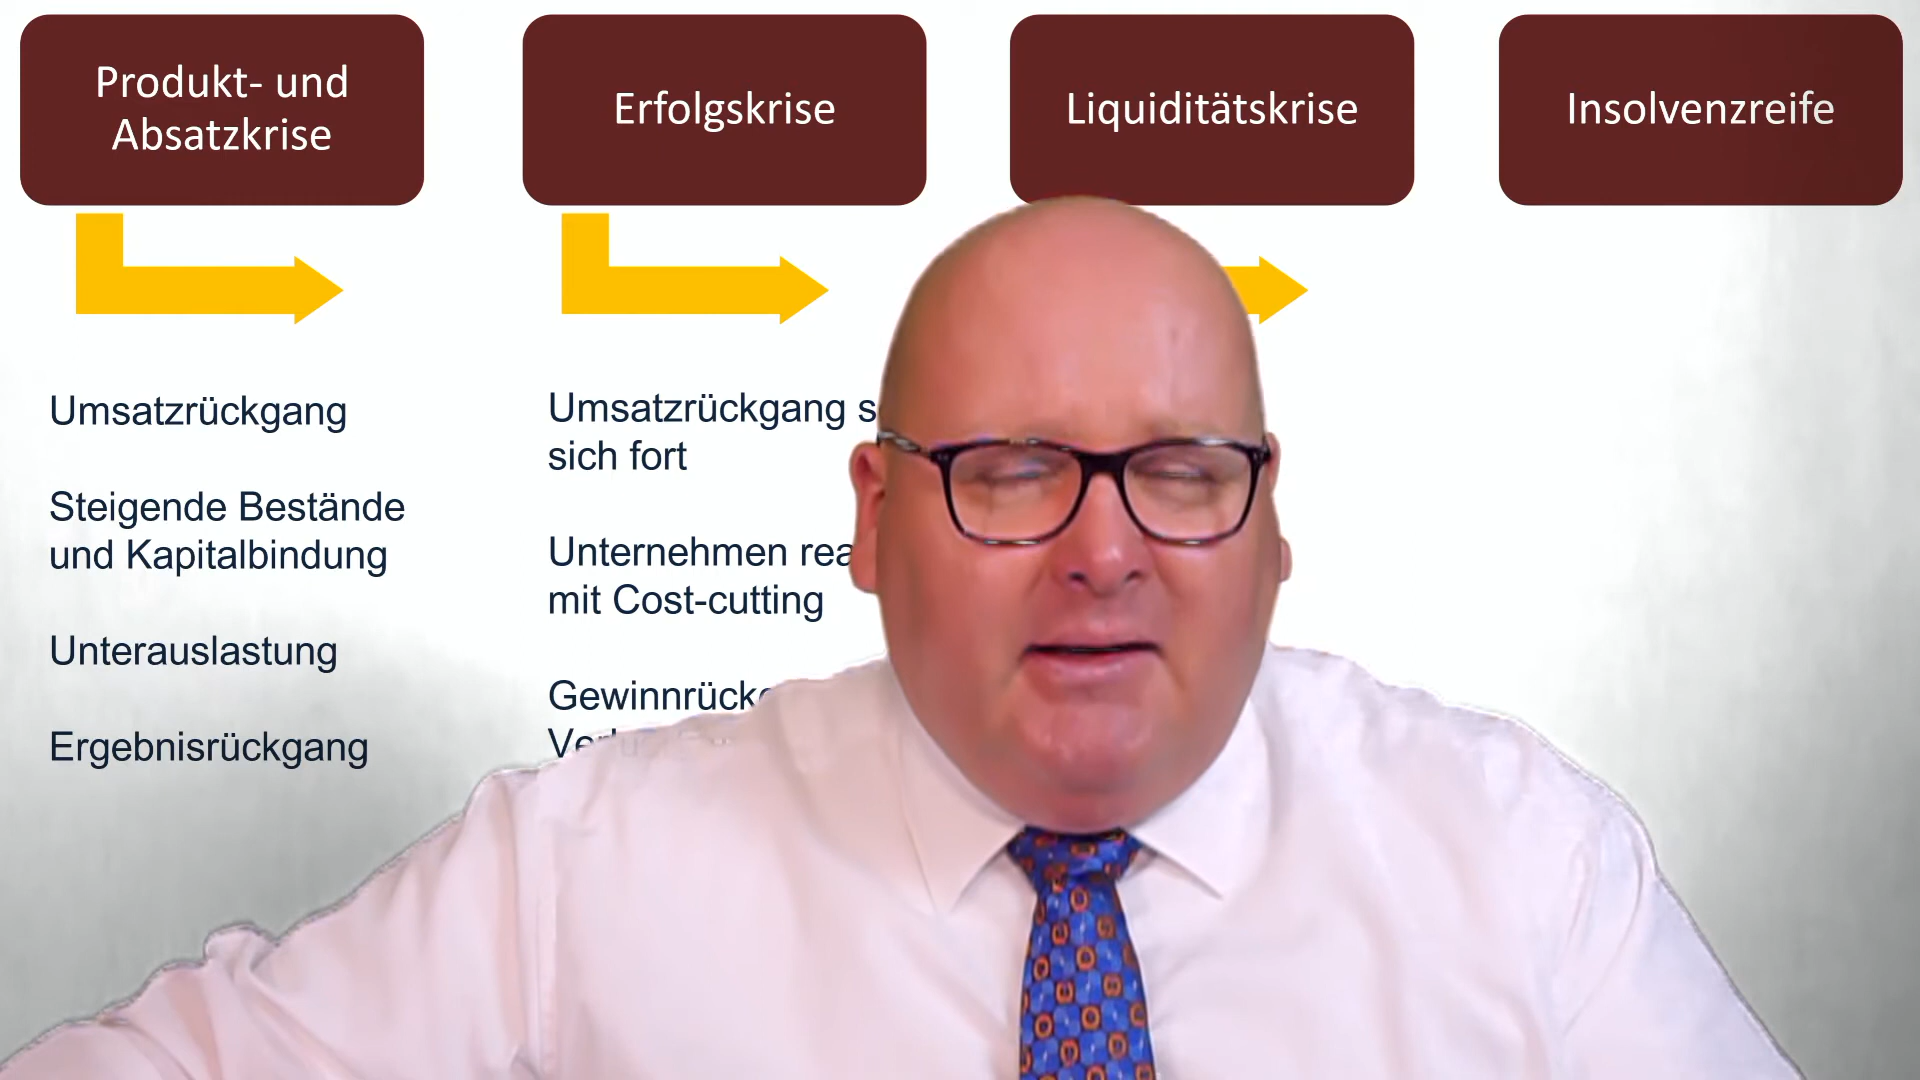 Produkt- und
Absatzkrise
Erfolgskrise
Liquiditätskrise
Insolvenzreife
Umsatzrückgang
Steigende Bestände
und Kapitalbindung
Unterauslastung
Ergebnisrückgang
Umsatzrückgang
sich fort
Unternehmen
mit Cost-cutting